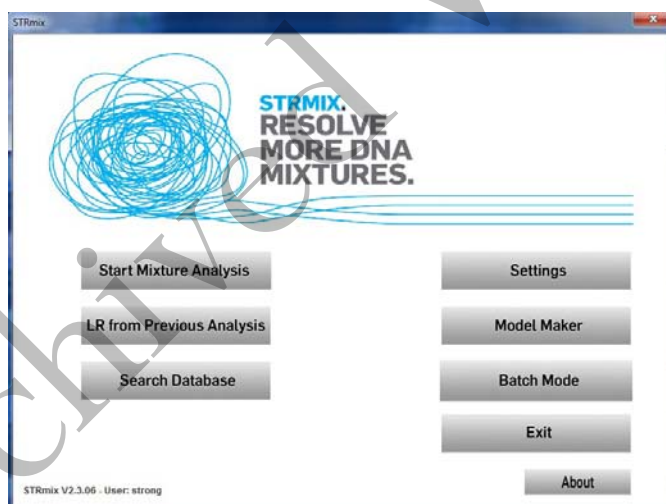 STRmix
STRMIX.
RESOLVE
MORE DNA
MIXTURES.
Start Mixture Analysis
Settings
LR from Previous Analysis
Model Maker
Search Database
Batch Mode
Exit
About
STRmix V2.3.06 - User: strong